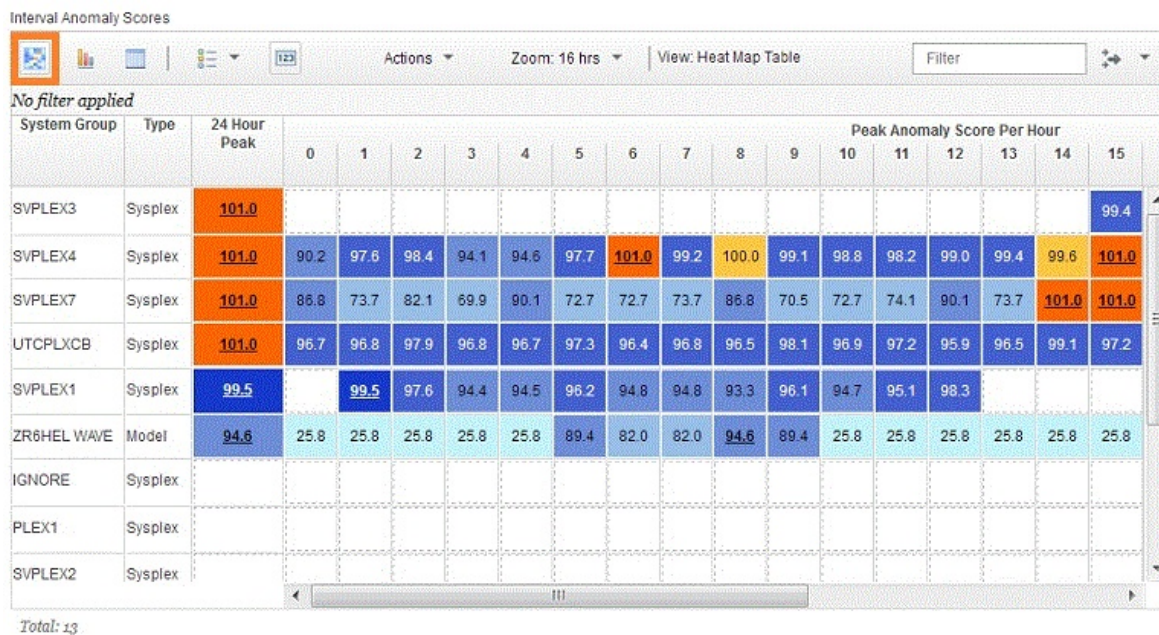 Interval Anomaly Scores
123 Actions Zoom: 16 hrs View: Heat Map Table Filter
No filter applied
System Group Type 24 Hour Peak Peak Anomaly Score Per Hour
0 1 2 3 4 5 6 7 8 9 10 11 12 13 14 15
SVPLEX3 Sysplex 101.0 99.4
SVPLEX4 Sysplex 101.0 90.2 97.6 98.4 94.1 94.6 97.7 101.0 99.2 100.0 99.1 98.8 98.2 99.0 99.4 99.6 101.0
SVPLEX7 Sysplex 101.0 86.8 73.7 82.1 69.9 90.1 72.7 72.7 73.7 86.8 70.5 72.7 74.1 90.1 73.7 101.0 101.0
UTCPLXCB Sysplex 101.0 96.7 96.8 97.9 96.8 96.7 97.3 96.4 96.8 96.5 98.1 96.9 97.2 95.9 96.5 99.1 97.2
SVPLEX1 Sysplex 99.5 99.5 97.6 94.4 94.5 96.2 94.8 94.8 93.3 96.1 94.7 95.1 98.3
ZR6HEL WAVE Model 94.6 25.8 25.8 25.8 25.8 25.8 89.4 82.0 82.0 94.6 89.4 25.8 25.8 25.8 25.8 25.8 25.8
IGNORE Sysplex
PLEX1 Sysplex
SVPLEX2 Sysplex
Total: 13